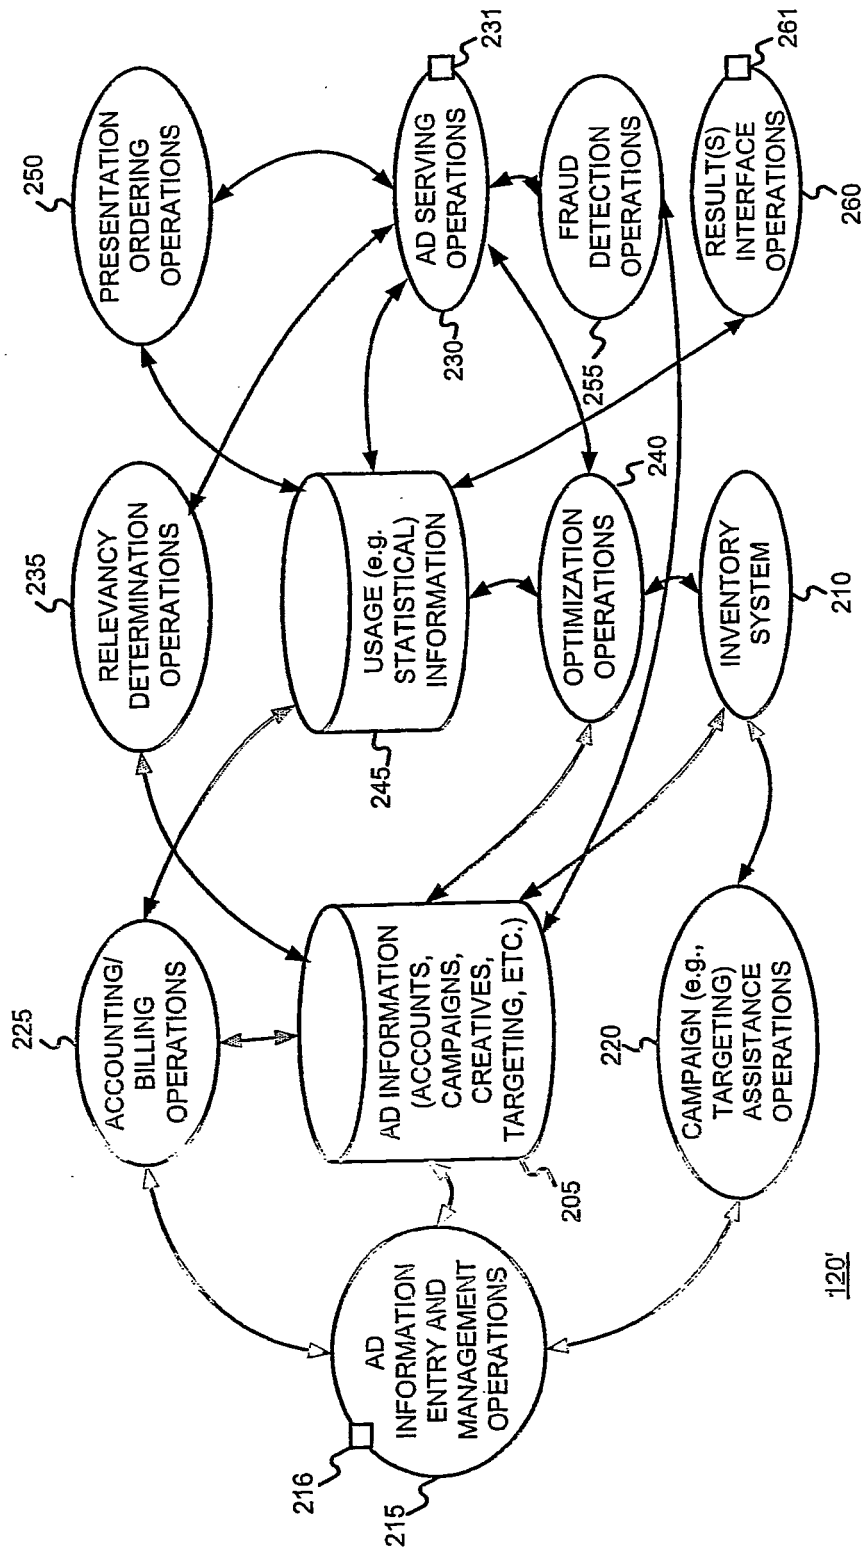 250
PRESENTATION
ORDERING
OPERATIONS
235
RELEVANCY
DETERMINATION
OPERATIONS
225
ACCOUNTING/
BILLING
OPERATIONS
231
AD SERVING
OPERATIONS
230
USAGE (e.g.
STATISTICAL)
INFORMATION
245
AD INFORMATION
(ACCOUNTS,
CAMPAIGNS,
CREATIVES,
TARGETING, ETC.)
205
216
AD
INFORMATION
ENTRY AND
MANAGEMENT
OPERATIONS
215
FRAUD
DETECTION
OPERATIONS
255
240
OPTIMIZATION
OPERATIONS
261
RESULT(S)
INTERFACE
OPERATIONS
260
INVENTORY
SYSTEM
210
220
CAMPAIGN (e.g.,
TARGETING)
ASSISTANCE
OPERATIONS
120'